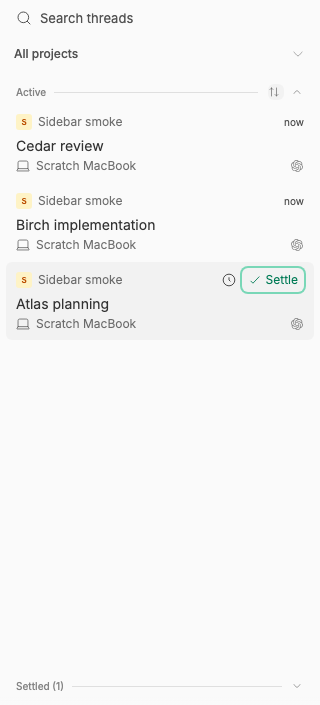 Search threads
All projects
Active
S Sidebar smoke now
Cedar review
Scratch MacBook
S Sidebar smoke now
Birch implementation
Scratch MacBook
S Sidebar smoke Settle
Atlas planning
Scratch MacBook
Settled (1)